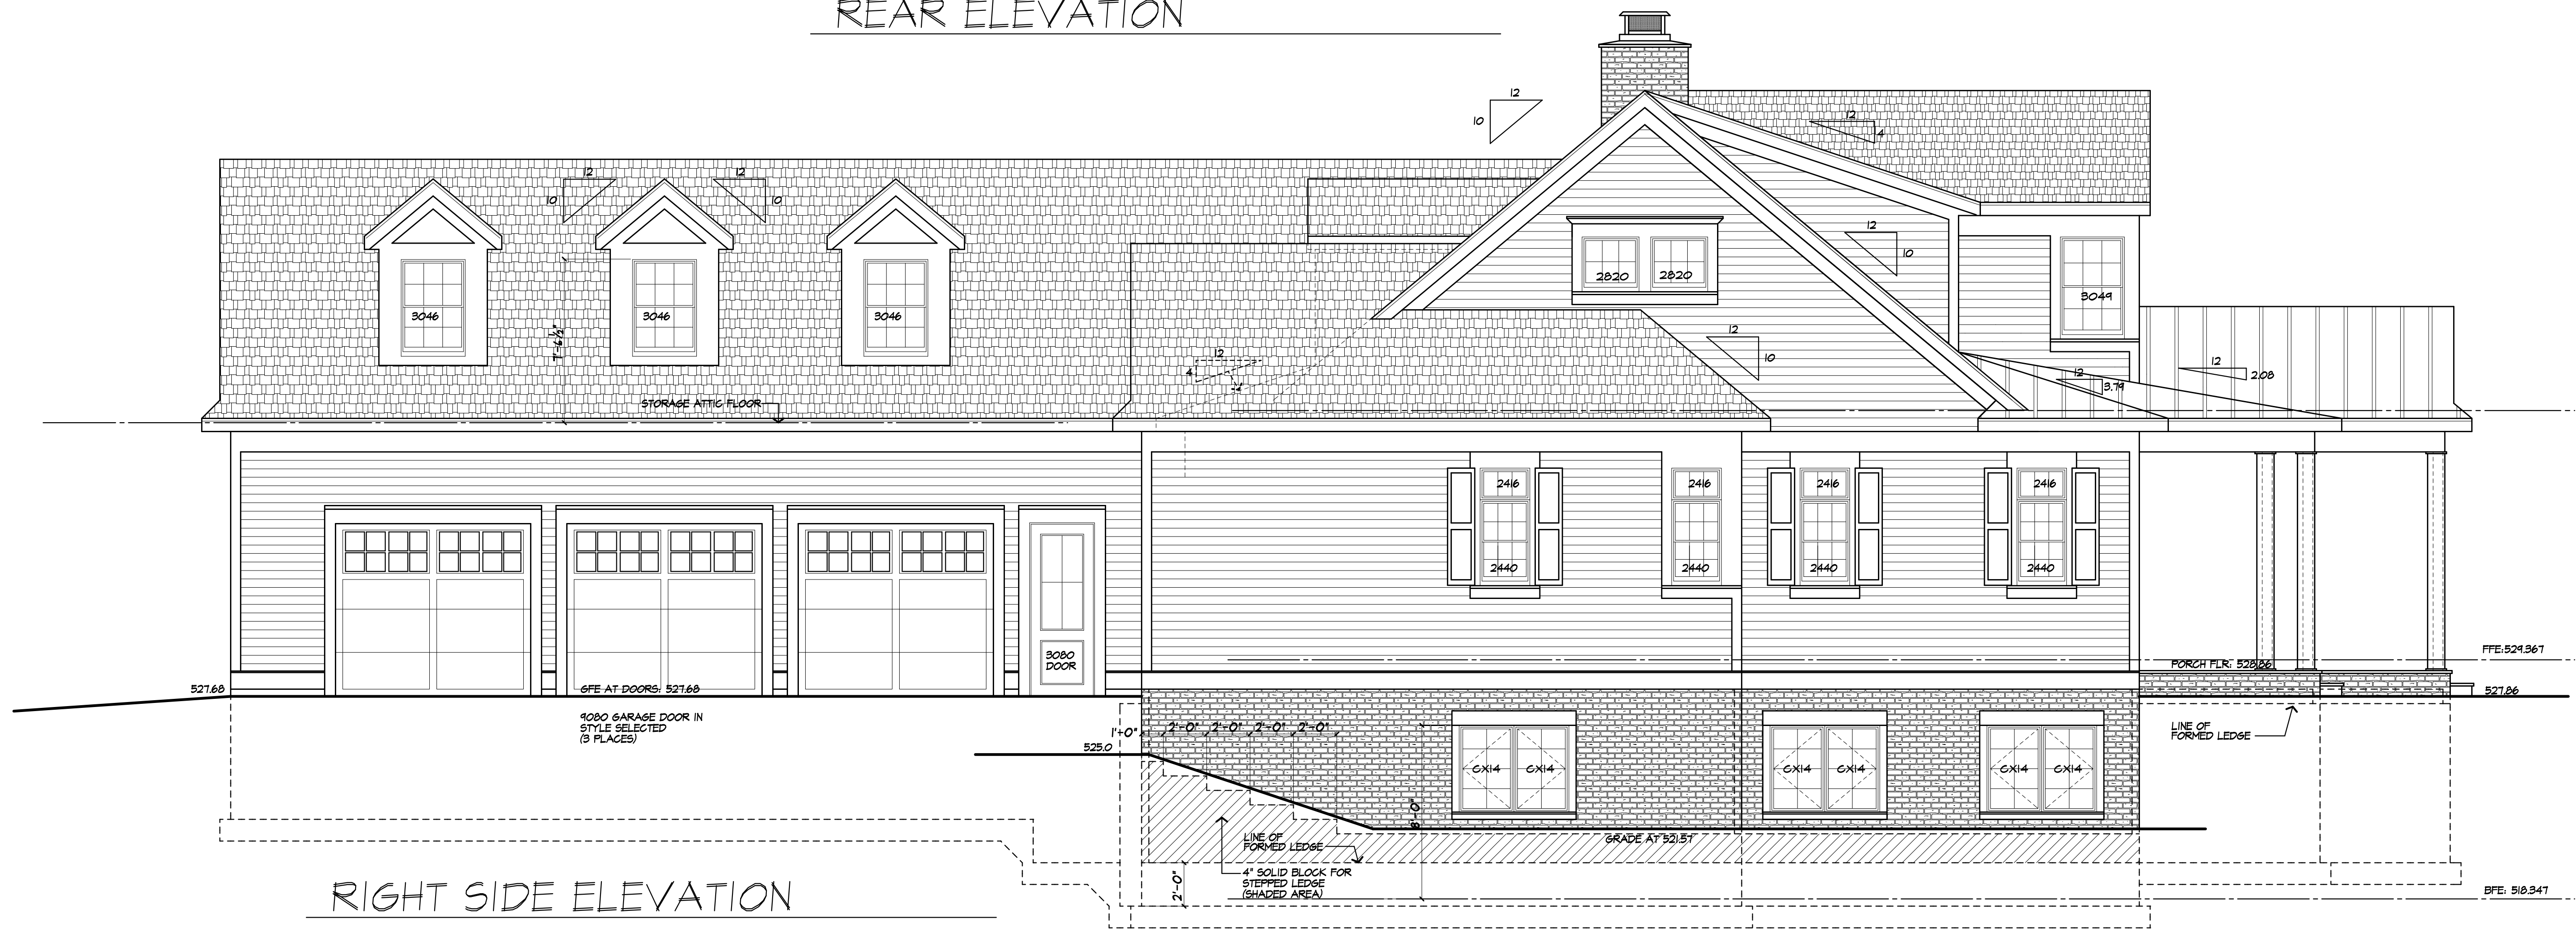 REAR ELEVATION
12
10
12
4
12
10
12
10
12
10
2820
2820
3049
3046
3046
3046
7'-6 1/2"
12
4
12
10
12
3.79
12
2.08
STORAGE ATTIC FLOOR
2416
2416
2416
2416
2440
2440
2440
2440
3080
DOOR
FFE:529.367
PORCH FLR: 528.86
527.68
GFE AT DOORS: 527.68
527.86
9080 GARAGE DOOR IN
STYLE SELECTED
(3 PLACES)
1'-0"
2'-0"
2'-0"
2'-0"
2'-0"
525.0
LINE OF
FORMED LEDGE
CX14
CX14
CX14
CX14
CX14
CX14
8'-0"
LINE OF
FORMED LEDGE
GRADE AT 521.57
4" SOLID BLOCK FOR
STEPPED LEDGE
(SHADED AREA)
2'-0"
BFE: 518.347
RIGHT SIDE ELEVATION